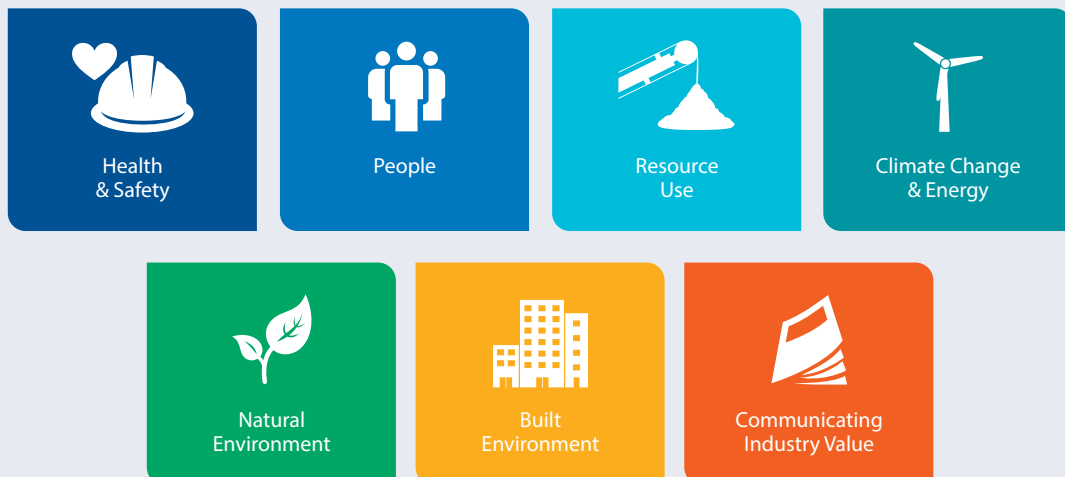 Health
& Safety
People
Resource
Use
Climate Change
& Energy
Natural
Environment
Built
Environment
Communicating
Industry Value